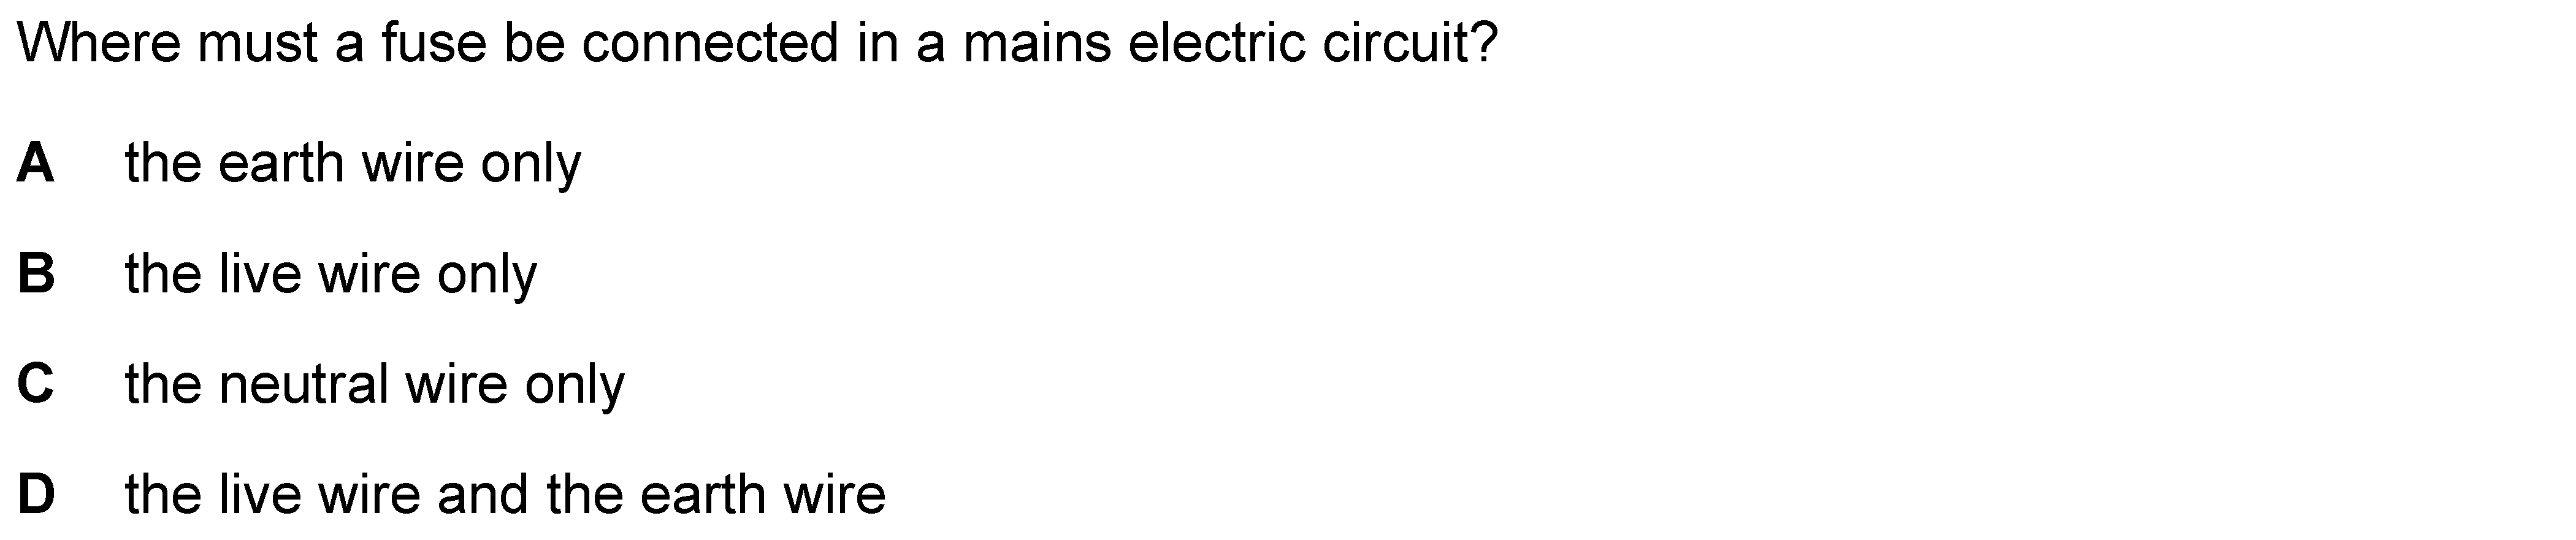 Where must a fuse be connected in a mains electric circuit?
A the earth wire only
B the live wire only
C the neutral wire only
D the live wire and the earth wire